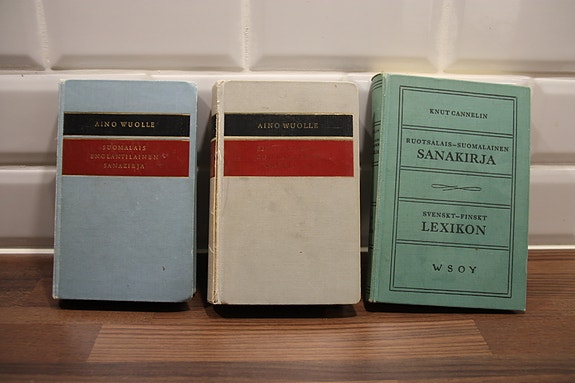 AINO WUOLLE
SUOMALAIS
ENGLANTILAINEN
SANAKIRJA
AINO WUOLLE
KNUT CANNELIN
RUOTSALAIS–SUOMALAINEN
SANAKIRJA
SVENSKT–FINSKT
LEXIKON
WSOY